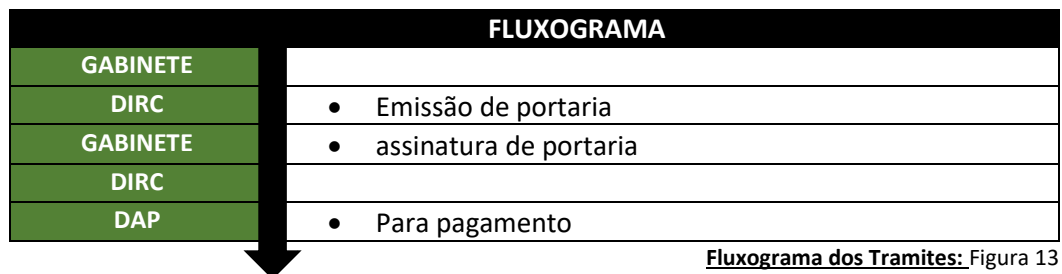 FLUXOGRAMA
GABINETE
DIRC • Emissão de portaria
GABINETE • assinatura de portaria
DIRC
DAP • Para pagamento
Fluxograma dos Tramites: Figura 13